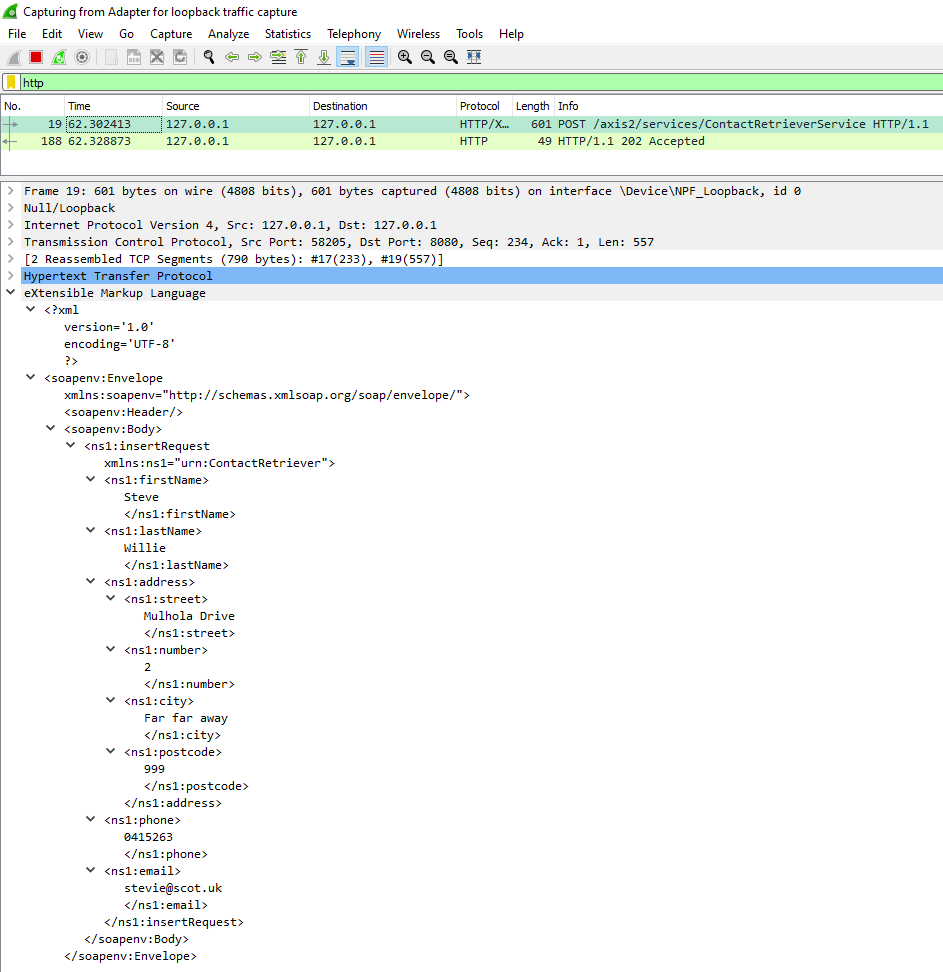 Capturing from Adapter for loopback traffic capture
File Edit View Go Capture Analyze Statistics Telephony Wireless Tools Help
http
No. Time Source Destination Protocol Length Info
19 62.302413 127.0.0.1 127.0.0.1 HTTP/X… 601 POST /axis2/services/ContactRetrieverService HTTP/1.1
188 62.328873 127.0.0.1 127.0.0.1 HTTP 49 HTTP/1.1 202 Accepted
Frame 19: 601 bytes on wire (4808 bits), 601 bytes captured (4808 bits) on interface \Device\NPF_Loopback, id 0
Null/Loopback
Internet Protocol Version 4, Src: 127.0.0.1, Dst: 127.0.0.1
Transmission Control Protocol, Src Port: 58205, Dst Port: 8080, Seq: 234, Ack: 1, Len: 557
[2 Reassembled TCP Segments (790 bytes): #17(233), #19(557)]
Hypertext Transfer Protocol
eXtensible Markup Language
<?xml
version='1.0'
encoding='UTF-8'
?>
<soapenv:Envelope
xmlns:soapenv="http://schemas.xmlsoap.org/soap/envelope/">
<soapenv:Header/>
<soapenv:Body>
<ns1:insertRequest
xmlns:ns1="urn:ContactRetriever">
<ns1:firstName>
Steve
</ns1:firstName>
<ns1:lastName>
Willie
</ns1:lastName>
<ns1:address>
<ns1:street>
Mulhola Drive
</ns1:street>
<ns1:number>
2
</ns1:number>
<ns1:city>
Far far away
</ns1:city>
<ns1:postcode>
999
</ns1:postcode>
</ns1:address>
<ns1:phone>
0415263
</ns1:phone>
<ns1:email>
stevie@scot.uk
</ns1:email>
</ns1:insertRequest>
</soapenv:Body>
</soapenv:Envelope>